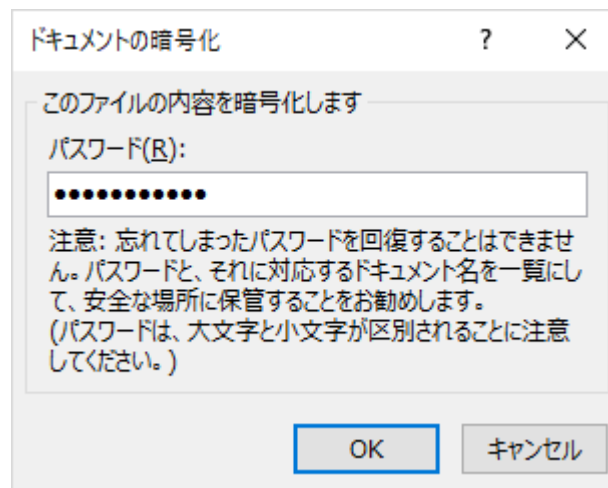 ドキュメントの暗号化 ? ×
このファイルの内容を暗号化します
パスワード(R):
●●●●●●●●●●●
注意: 忘れてしまったパスワードを回復することはできませ
ん。パスワードと、それに対応するドキュメント名を一覧にし
て、安全な場所に保管することをお勧めします。
(パスワードは、大文字と小文字が区別されることに注意
してください。)
OK キャンセル